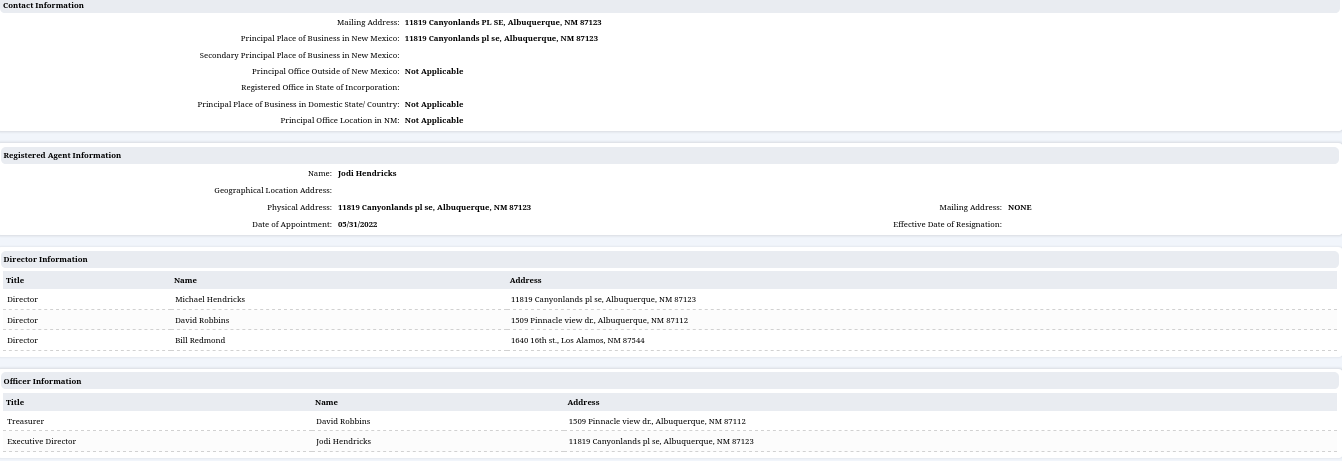 Contact Information
Mailing Address: 11819 Canyonlands PL SE, Albuquerque, NM 87123
Principal Place of Business in New Mexico: 11819 Canyonlands pl se, Albuquerque, NM 87123
Secondary Principal Place of Business in New Mexico:
Principal Office Outside of New Mexico: Not Applicable
Registered Office in State of Incorporation:
Principal Place of Business in Domestic State/ Country: Not Applicable
Principal Office Location in NM: Not Applicable
Registered Agent Information
Name: Jodi Hendricks
Geographical Location Address:
Physical Address: 11819 Canyonlands pl se, Albuquerque, NM 87123 Mailing Address: NONE
Date of Appointment: 05/31/2022 Effective Date of Resignation:
Director Information
Title Name Address
Director Michael Hendricks 11819 Canyonlands pl se, Albuquerque, NM 87123
Director David Robbins 1509 Pinnacle view dr., Albuquerque, NM 87112
Director Bill Redmond 1640 16th st., Los Alamos, NM 87544
Officer Information
Title Name Address
Treasurer David Robbins 1509 Pinnacle view dr., Albuquerque, NM 87112
Executive Director Jodi Hendricks 11819 Canyonlands pl se, Albuquerque, NM 87123